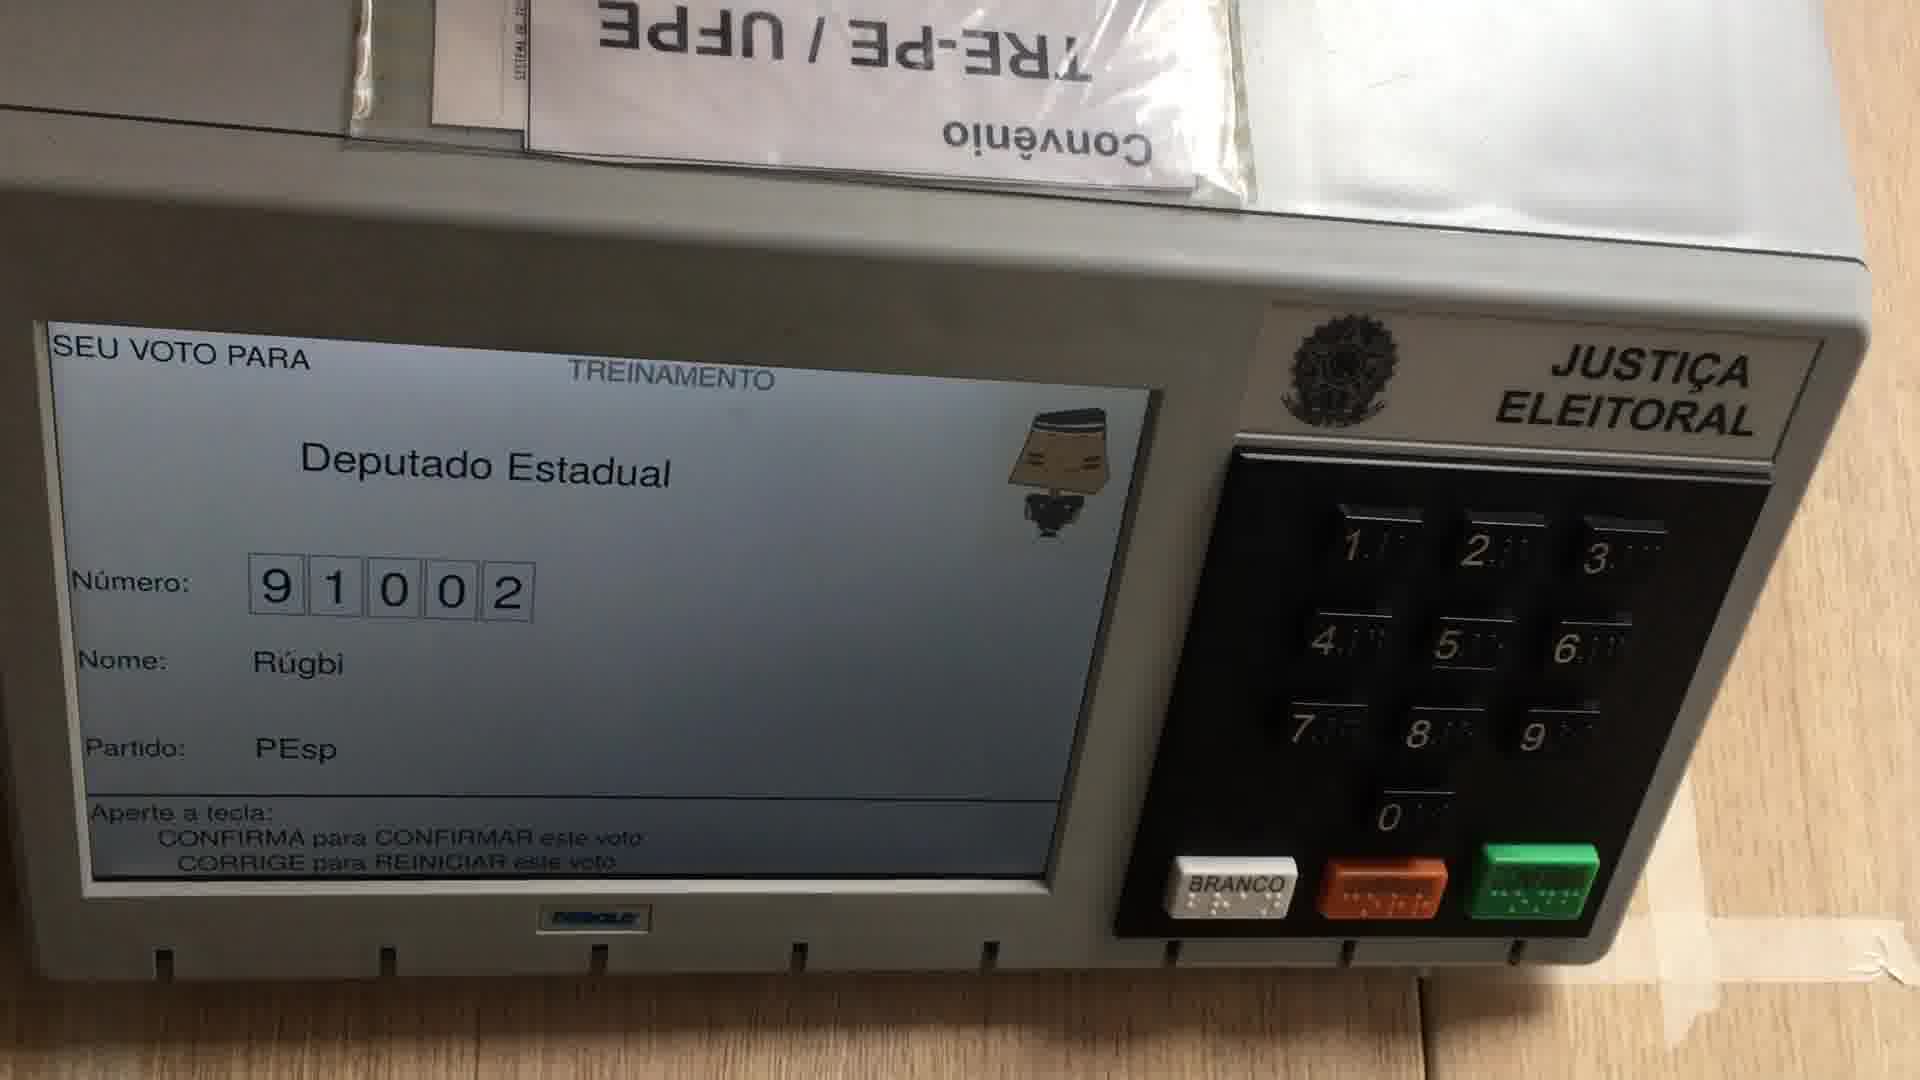 TRE-PE / UFPE
Convênio
SEU VOTO PARA
TREINAMENTO
Deputado Estadual
Número: 9 1 0 0 2
Nome: Rúgbi
Partido: PEsp
Aperte a tecla:
CONFIRMA para CONFIRMAR este voto
CORRIGE para REINICIAR este voto
JUSTIÇA
ELEITORAL
1 2 3
4 5 6
7 8 9
0
BRANCO